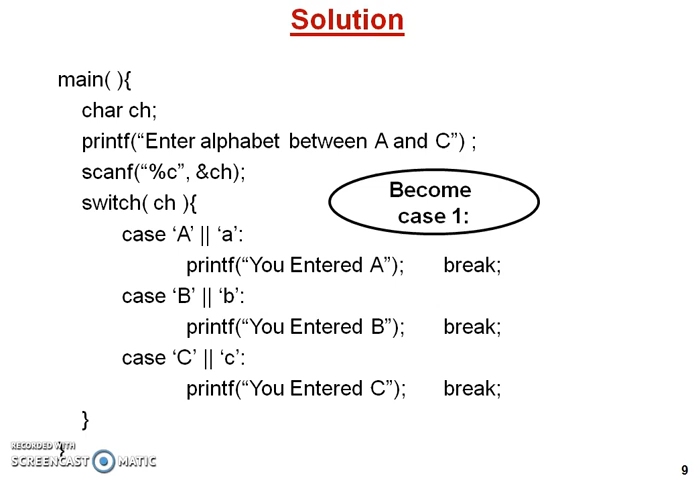 Solution
main( ){
char ch;
printf(“Enter alphabet between A and C”) ;
scanf(“%c”, &ch);
switch( ch ){
Become
case 1:
case ‘A’ || ‘a’:
printf(“You Entered A”); break;
case ‘B’ || ‘b’:
printf(“You Entered B”); break;
case ‘C’ || ‘c’:
printf(“You Entered C”); break;
}
}
RECORDED WITH
SCREENCAST MATIC
9